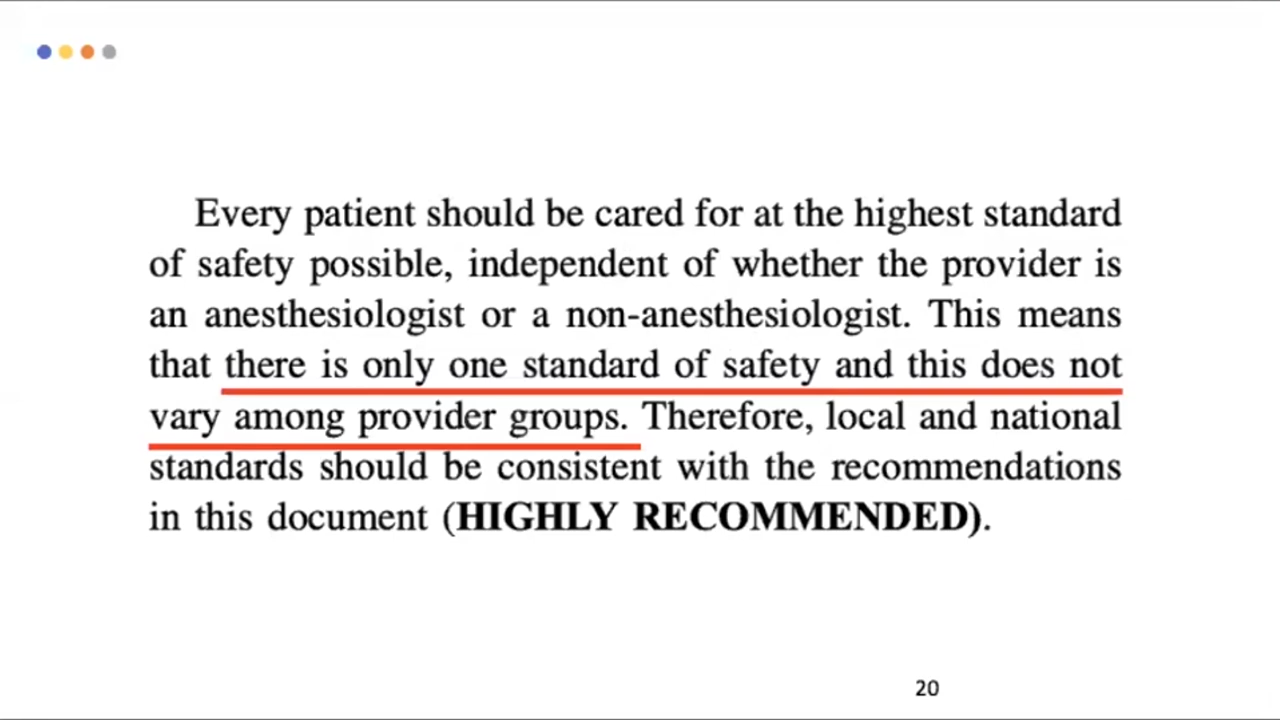 Every patient should be cared for at the highest standard
of safety possible, independent of whether the provider is
an anesthesiologist or a non-anesthesiologist. This means
that there is only one standard of safety and this does not
vary among provider groups. Therefore, local and national
standards should be consistent with the recommendations
in this document (HIGHLY RECOMMENDED).
20